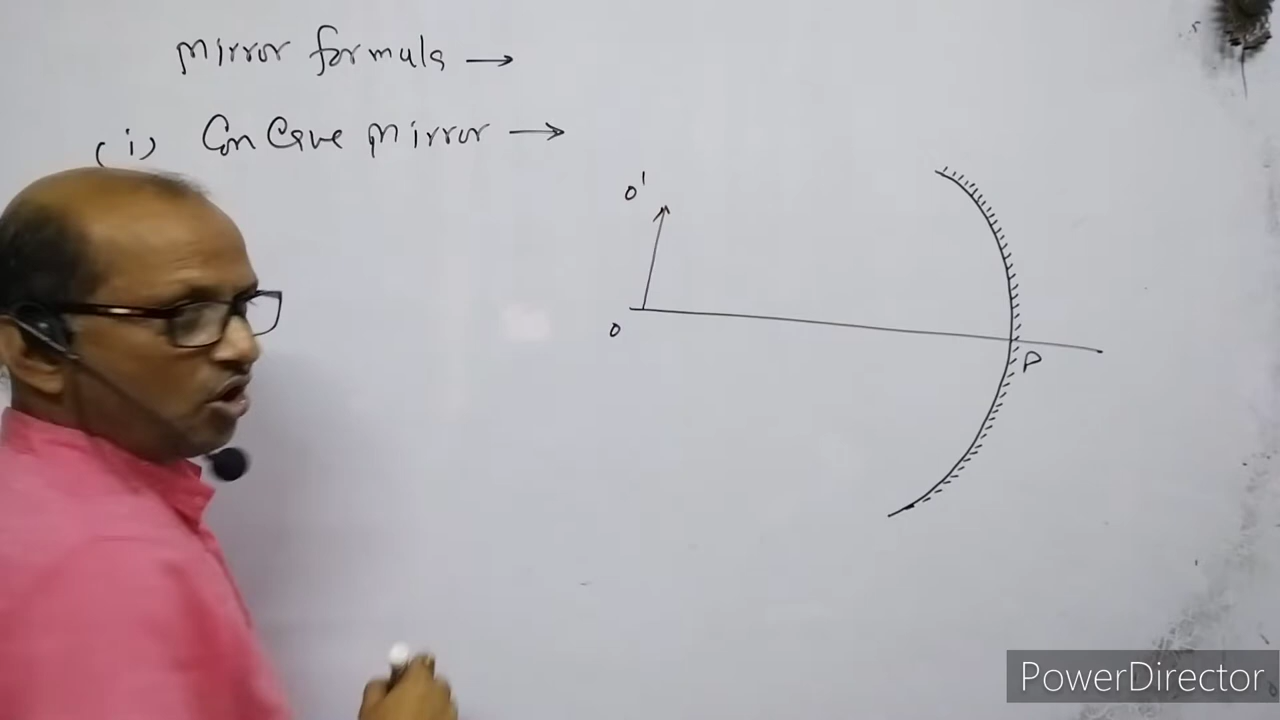 mirror formula →
(i) Concave mirror →
O'
O
P
PowerDirector